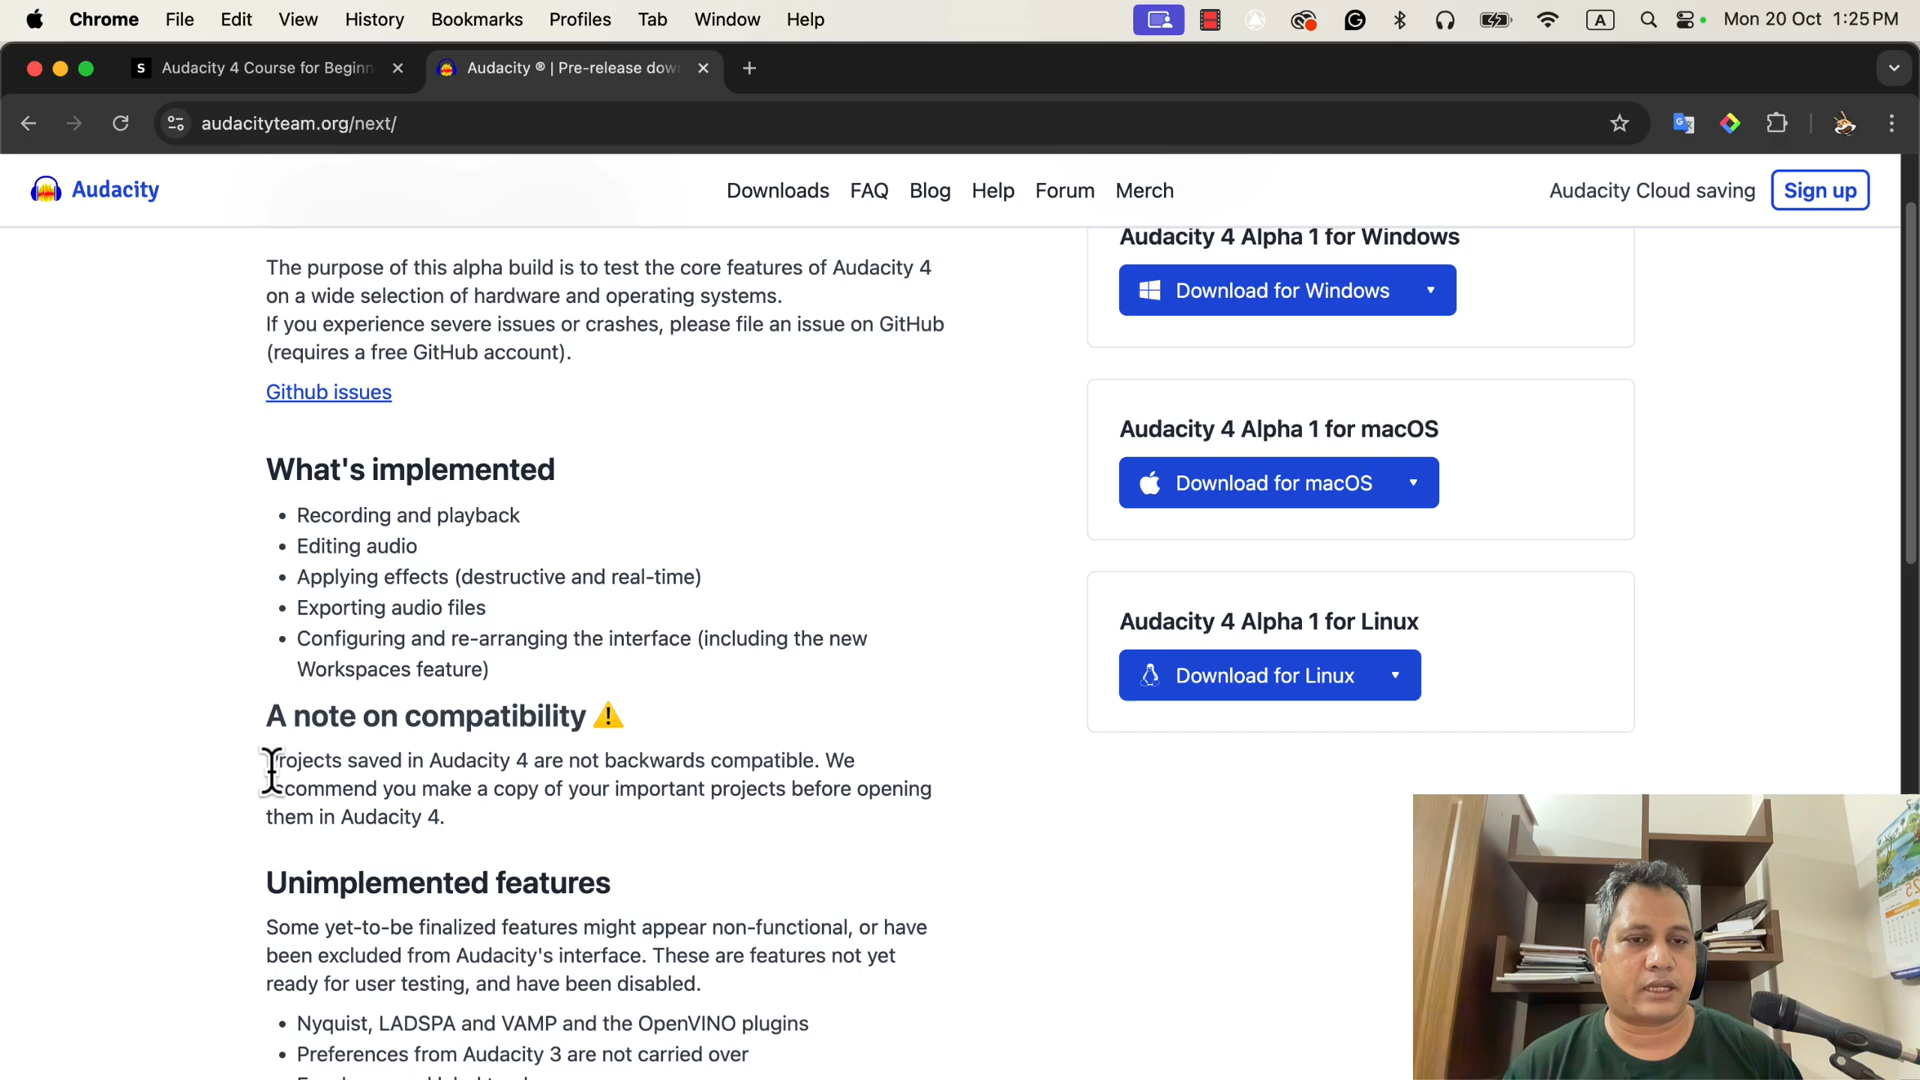 Chrome File Edit View History Bookmarks Profiles Tab Window Help A Mon 20 Oct 1:25 PM
S Audacity 4 Course for Beginn
Audacity ® | Pre-release dow
audacityteam.org/next/
Audacity
Downloads FAQ Blog Help Forum Merch
Audacity Cloud saving Sign up
The purpose of this alpha build is to test the core features of Audacity 4
on a wide selection of hardware and operating systems.
If you experience severe issues or crashes, please file an issue on GitHub
(requires a free GitHub account).
Github issues
What's implemented
• Recording and playback
• Editing audio
• Applying effects (destructive and real-time)
• Exporting audio files
• Configuring and re-arranging the interface (including the new
Workspaces feature)
A note on compatibility ⚠️
Projects saved in Audacity 4 are not backwards compatible. We
recommend you make a copy of your important projects before opening
them in Audacity 4.
Unimplemented features
Some yet-to-be finalized features might appear non-functional, or have
been excluded from Audacity's interface. These are features not yet
ready for user testing, and have been disabled.
• Nyquist, LADSPA and VAMP and the OpenVINO plugins
• Preferences from Audacity 3 are not carried over
Audacity 4 Alpha 1 for Windows
Download for Windows
Audacity 4 Alpha 1 for macOS
Download for macOS
Audacity 4 Alpha 1 for Linux
Download for Linux